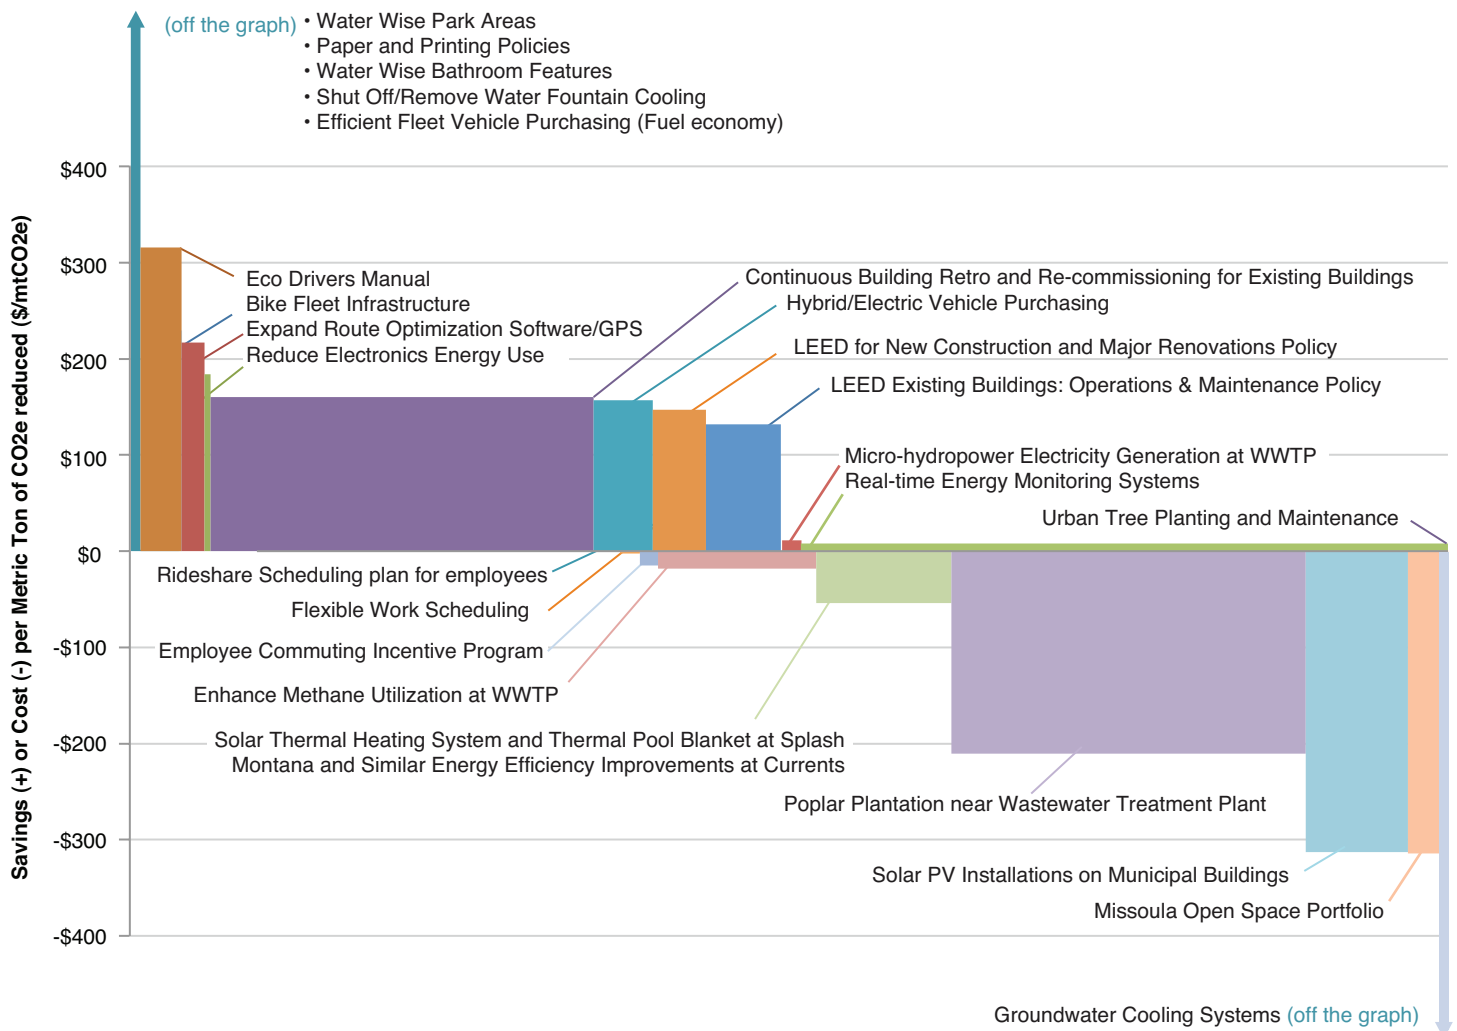 (off the graph)
• Water Wise Park Areas
• Paper and Printing Policies
• Water Wise Bathroom Features
• Shut Off/Remove Water Fountain Cooling
• Efficient Fleet Vehicle Purchasing (Fuel economy)
Savings (+) or Cost (-) per Metric Ton of CO2e reduced ($/mtCO2e)
$400
$300
$200
$100
$0
-$100
-$200
-$300
-$400
Eco Drivers Manual
Bike Fleet Infrastructure
Expand Route Optimization Software/GPS
Reduce Electronics Energy Use
Continuous Building Retro and Re-commissioning for Existing Buildings
Hybrid/Electric Vehicle Purchasing
LEED for New Construction and Major Renovations Policy
LEED Existing Buildings: Operations & Maintenance Policy
Micro-hydropower Electricity Generation at WWTP
Real-time Energy Monitoring Systems
Urban Tree Planting and Maintenance
Rideshare Scheduling plan for employees
Flexible Work Scheduling
Employee Commuting Incentive Program
Enhance Methane Utilization at WWTP
Solar Thermal Heating System and Thermal Pool Blanket at Splash
Montana and Similar Energy Efficiency Improvements at Currents
Poplar Plantation near Wastewater Treatment Plant
Solar PV Installations on Municipal Buildings
Missoula Open Space Portfolio
Groundwater Cooling Systems (off the graph)